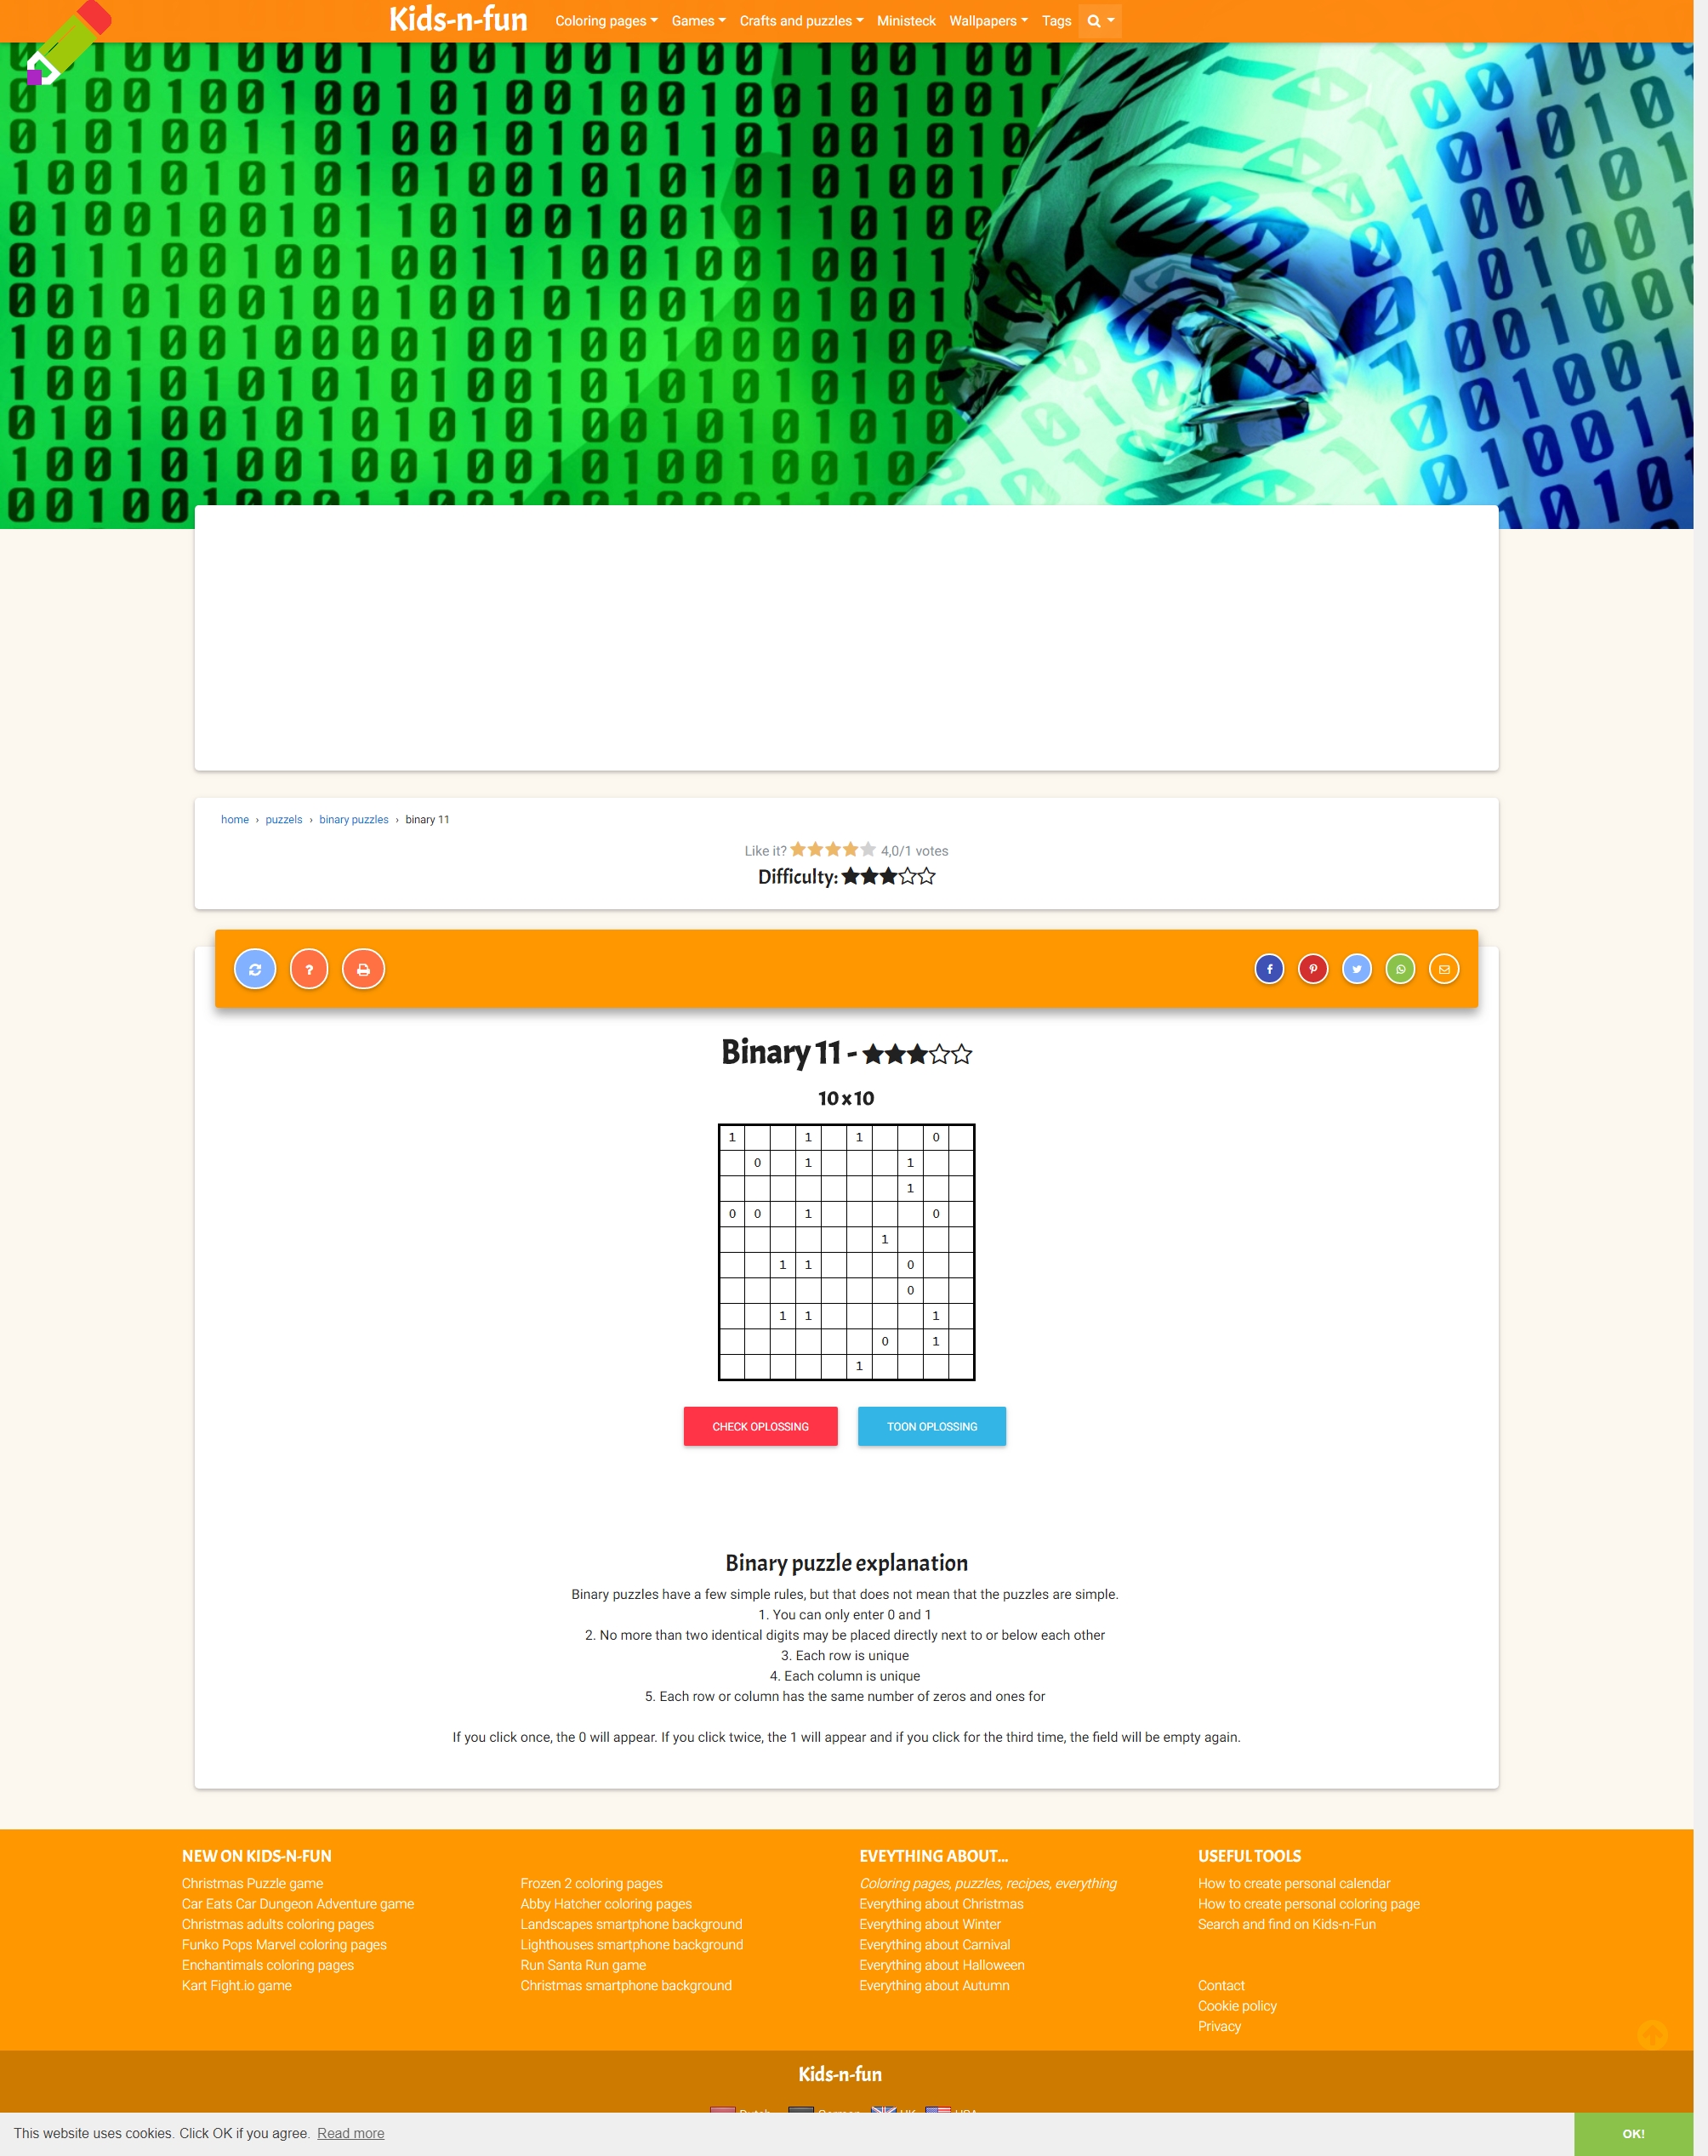 Kids-n-fun Coloring pages Games Crafts and puzzles Ministeck Wallpapers Tags
home › puzzels › binary puzzles › binary 11
Like it? 4,0/1 votes
Difficulty:
Binary 11 -
10 x 10
1 1 1 0
0 1 1
1
0 0 1 0
1
1 1 0
0
1 1 1
0 1
1
CHECK OPLOSSING TOON OPLOSSING
Binary puzzle explanation
Binary puzzles have a few simple rules, but that does not mean that the puzzles are simple.
1. You can only enter 0 and 1
2. No more than two identical digits may be placed directly next to or below each other
3. Each row is unique
4. Each column is unique
5. Each row or column has the same number of zeros and ones for
If you click once, the 0 will appear. If you click twice, the 1 will appear and if you click for the third time, the field will be empty again.
NEW ON KIDS-N-FUN
Christmas Puzzle game
Car Eats Car Dungeon Adventure game
Christmas adults coloring pages
Funko Pops Marvel coloring pages
Enchantimals coloring pages
Kart Fight.io game
Frozen 2 coloring pages
Abby Hatcher coloring pages
Landscapes smartphone background
Lighthouses smartphone background
Run Santa Run game
Christmas smartphone background
EVEYTHING ABOUT...
Coloring pages, puzzles, recipes, everything
Everything about Christmas
Everything about Winter
Everything about Carnival
Everything about Halloween
Everything about Autumn
USEFUL TOOLS
How to create personal calendar
How to create personal coloring page
Search and find on Kids-n-Fun
Contact
Cookie policy
Privacy
Kids-n-fun
This website uses cookies. Click OK if you agree. Read more OK!